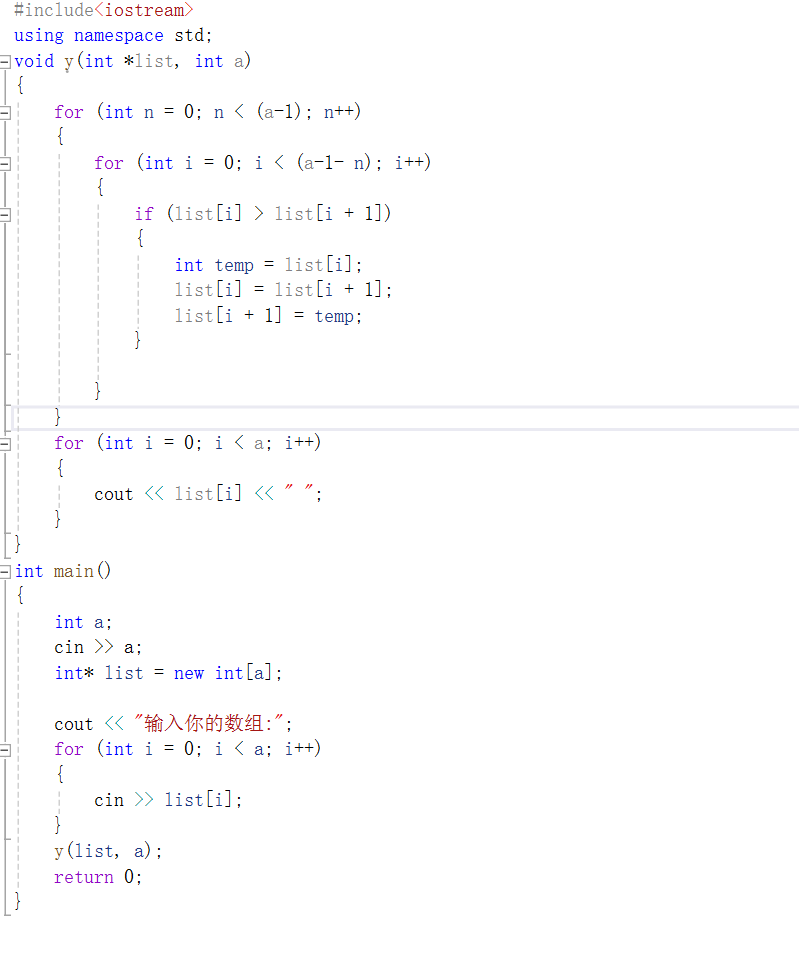 #include<iostream>
using namespace std;
void y(int *list, int a)
{
    for (int n = 0; n < (a-1); n++)
    {
        for (int i = 0; i < (a-1- n); i++)
        {
            if (list[i] > list[i + 1])
            {
                int temp = list[i];
                list[i] = list[i + 1];
                list[i + 1] = temp;
            }
        }
    }
    for (int i = 0; i < a; i++)
    {
        cout << list[i] << " ";
    }
}
int main()
{
    int a;
    cin >> a;
    int* list = new int[a];
    cout << "输入你的数组:";
    for (int i = 0; i < a; i++)
    {
        cin >> list[i];
    }
    y(list, a);
    return 0;
}